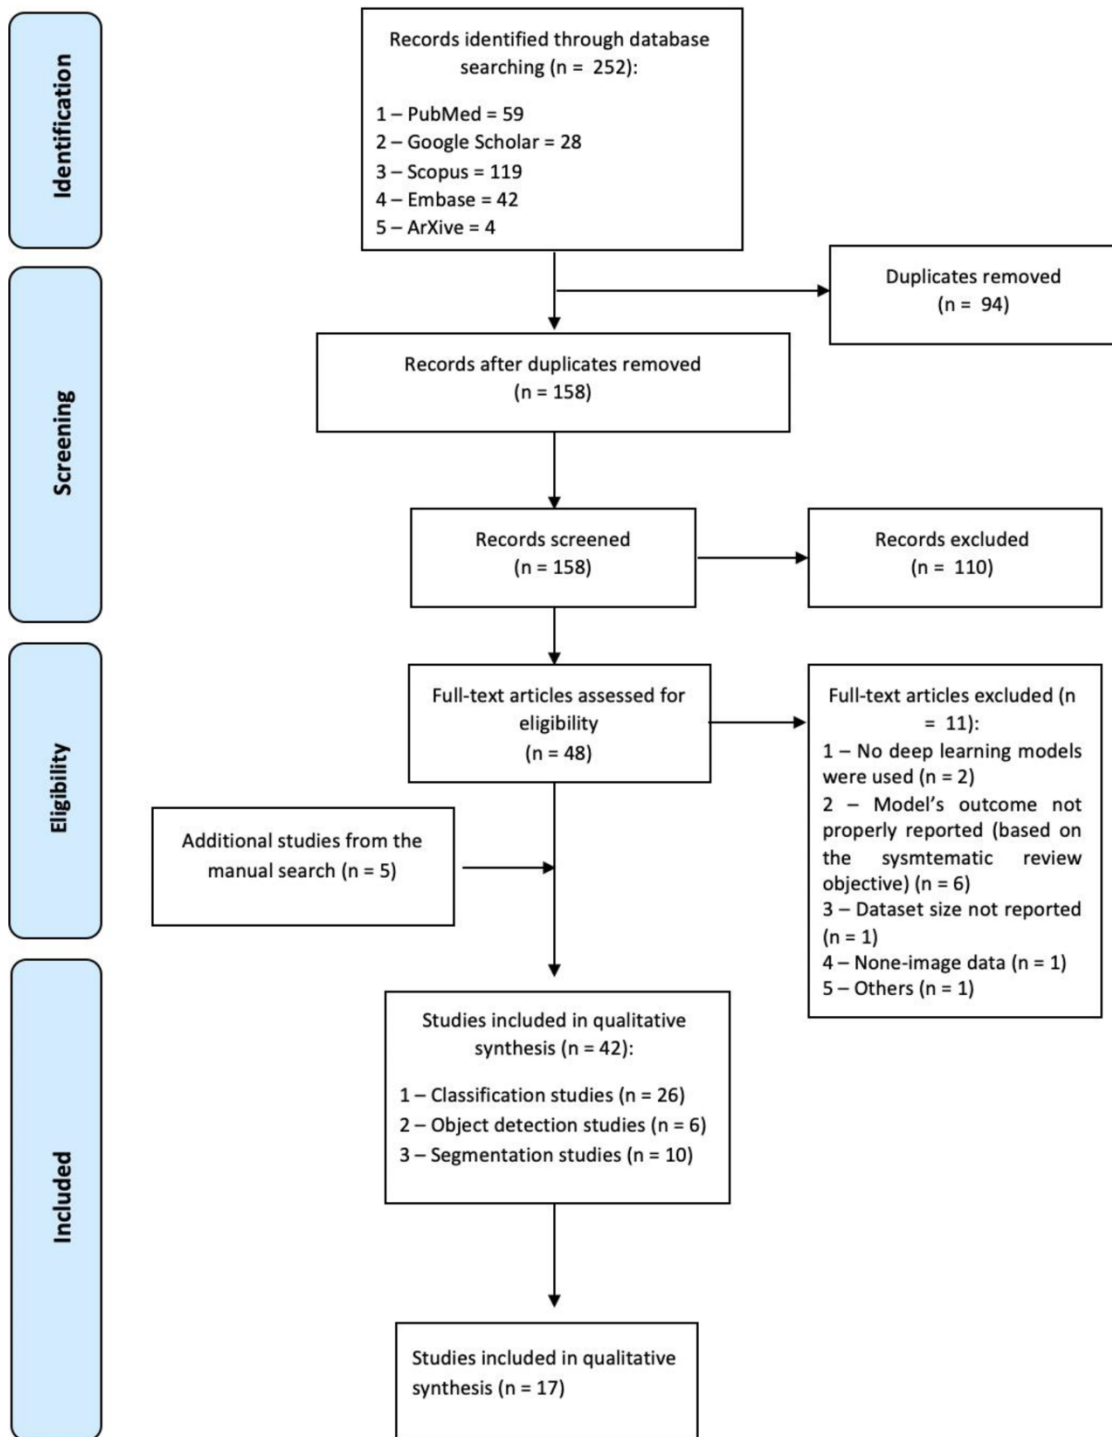 Identification
Records identified through database
searching (n =  252):
1 – PubMed = 59
2 – Google Scholar = 28
3 – Scopus = 119
4 – Embase = 42
5 – ArXive = 4
Duplicates removed
(n =  94)
Screening
Records after duplicates removed
(n = 158)
Records screened
(n = 158)
Records excluded
(n =  110)
Eligibility
Full-text articles assessed for
eligibility
(n = 48)
Full-text articles excluded (n
=  11):
1 – No deep learning models
were used (n = 2)
2 – Model’s outcome not
properly reported (based on
the sysmtematic review
objective) (n = 6)
3 – Dataset size not reported
(n = 1)
4 – None-image data (n = 1)
5 – Others (n = 1)
Additional studies from the
manual search (n = 5)
Included
Studies included in qualitative
synthesis (n = 42):
1 – Classification studies (n = 26)
2 – Object detection studies (n = 6)
3 – Segmentation studies (n = 10)
Studies included in qualitative
synthesis (n = 17)